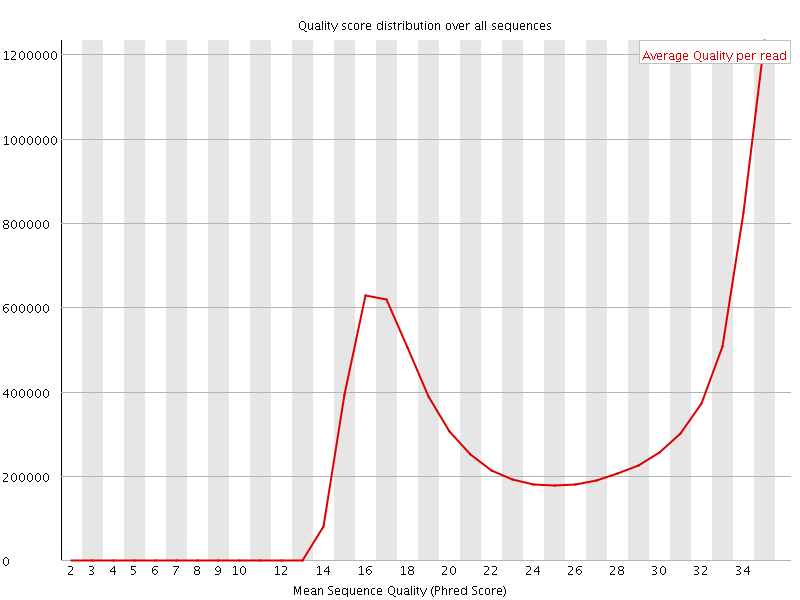 Quality score distribution over all sequences
Average Quality per read
1200000
1000000
800000
600000
400000
200000
0
2 3 4 5 6 7 8 9 10 12 14 16 18 20 22 24 26 28 30 32 34
Mean Sequence Quality (Phred Score)